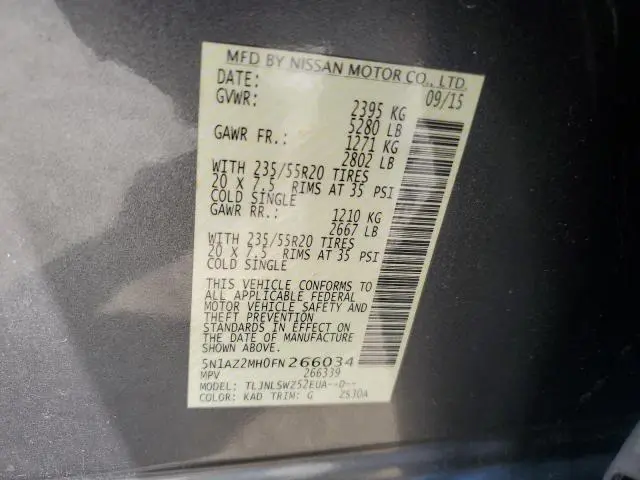 MFD BY NISSAN MOTOR CO., LTD.
DATE: 09/15
GVWR: 2395 KG
5280 LB
GAWR FR.: 1271 KG
2802 LB
WITH 235/55R20 TIRES
20 X 7.5 RIMS AT 35 PSI
COLD SINGLE
GAWR RR.: 1210 KG
2667 LB
WITH 235/55R20 TIRES
20 X 7.5 RIMS AT 35 PSI
COLD SINGLE
THIS VEHICLE CONFORMS TO
ALL APPLICABLE FEDERAL
MOTOR VEHICLE SAFETY AND
THEFT PREVENTION
STANDARDS IN EFFECT ON
THE DATE OF MANUFACTURE
SHOWN ABOVE.
5N1AZ2MH0FN266034
MPV 266339
MODEL: TLJNLSWZ52EUA--D--
COLOR: KAD TRIM: G 2S30A